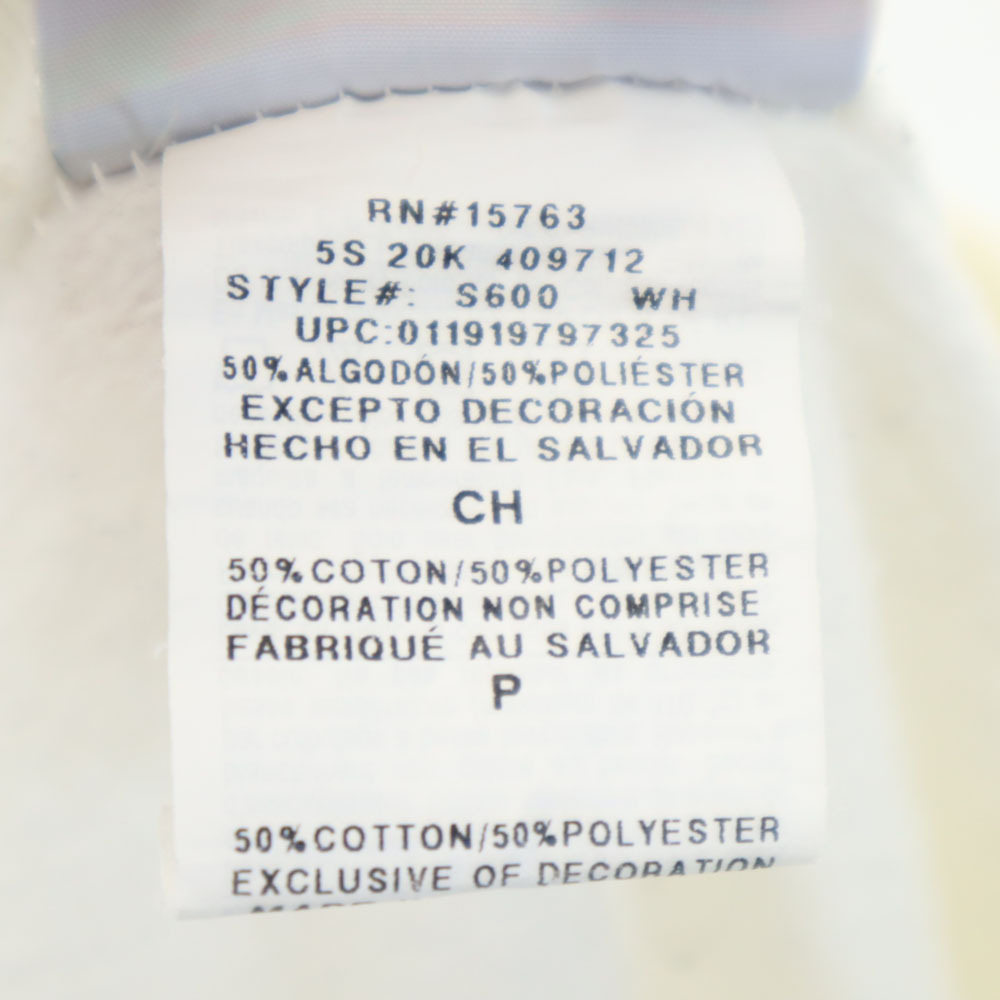 RN#15763
5S 20K 409712
STYLE#: S600 WH
UPC:011919797325
50%ALGODÓN/50%POLIÉSTER
EXCEPTO DECORACIÓN
HECHO EN EL SALVADOR
CH
50%COTON/50%POLYESTER
DÉCORATION NON COMPRISE
FABRIQUÉ AU SALVADOR
P
50%COTTON/50%POLYESTER
EXCLUSIVE OF DECORATION